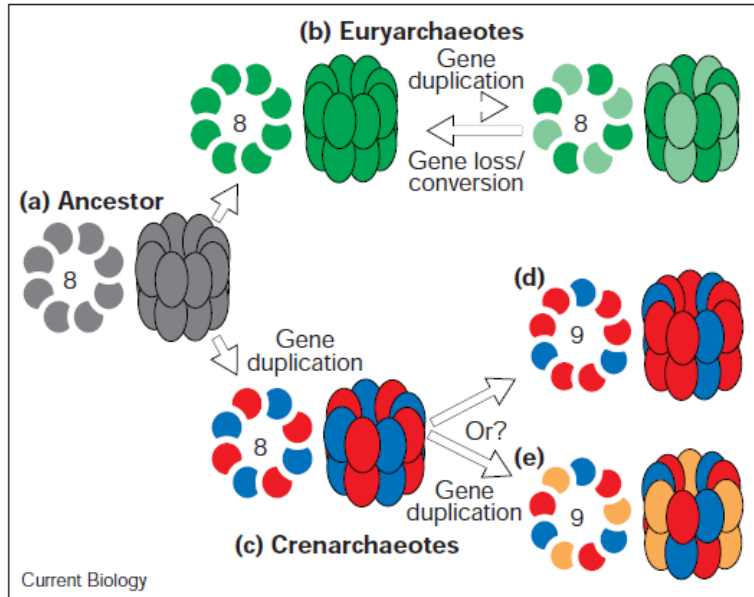 (b) Euryarchaeotes
Gene
duplication
8
8
Gene loss/
conversion
(a) Ancestor
8
Gene
duplication
(d)
9
8
Or?
(e)
Gene
duplication
9
(c) Crenarchaeotes
Current Biology